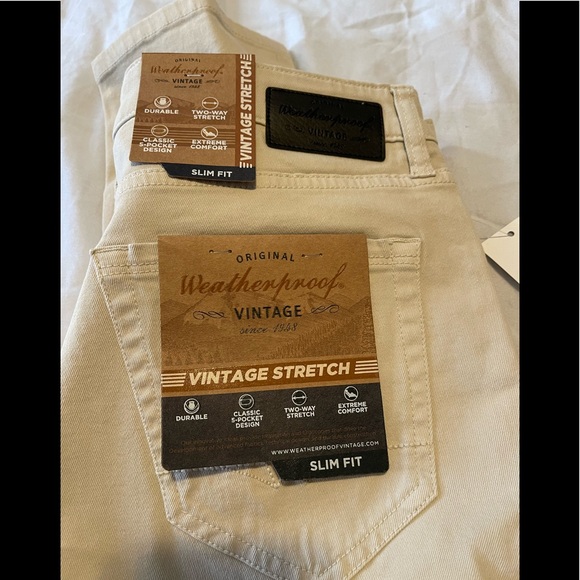 ORIGINAL
Weatherproof®
VINTAGE
since 1948
DURABLE
TWO-WAY
STRETCH
CLASSIC
5-POCKET
DESIGN
EXTREME
COMFORT
VINTAGE STRETCH
SLIM FIT
Weatherproof
VINTAGE
ORIGINAL
Weatherproof®
VINTAGE
since 1948
VINTAGE STRETCH
DURABLE
CLASSIC
5-POCKET
DESIGN
TWO-WAY
STRETCH
EXTREME
COMFORT
WWW.WEATHERPROOFVINTAGE.COM
SLIM FIT